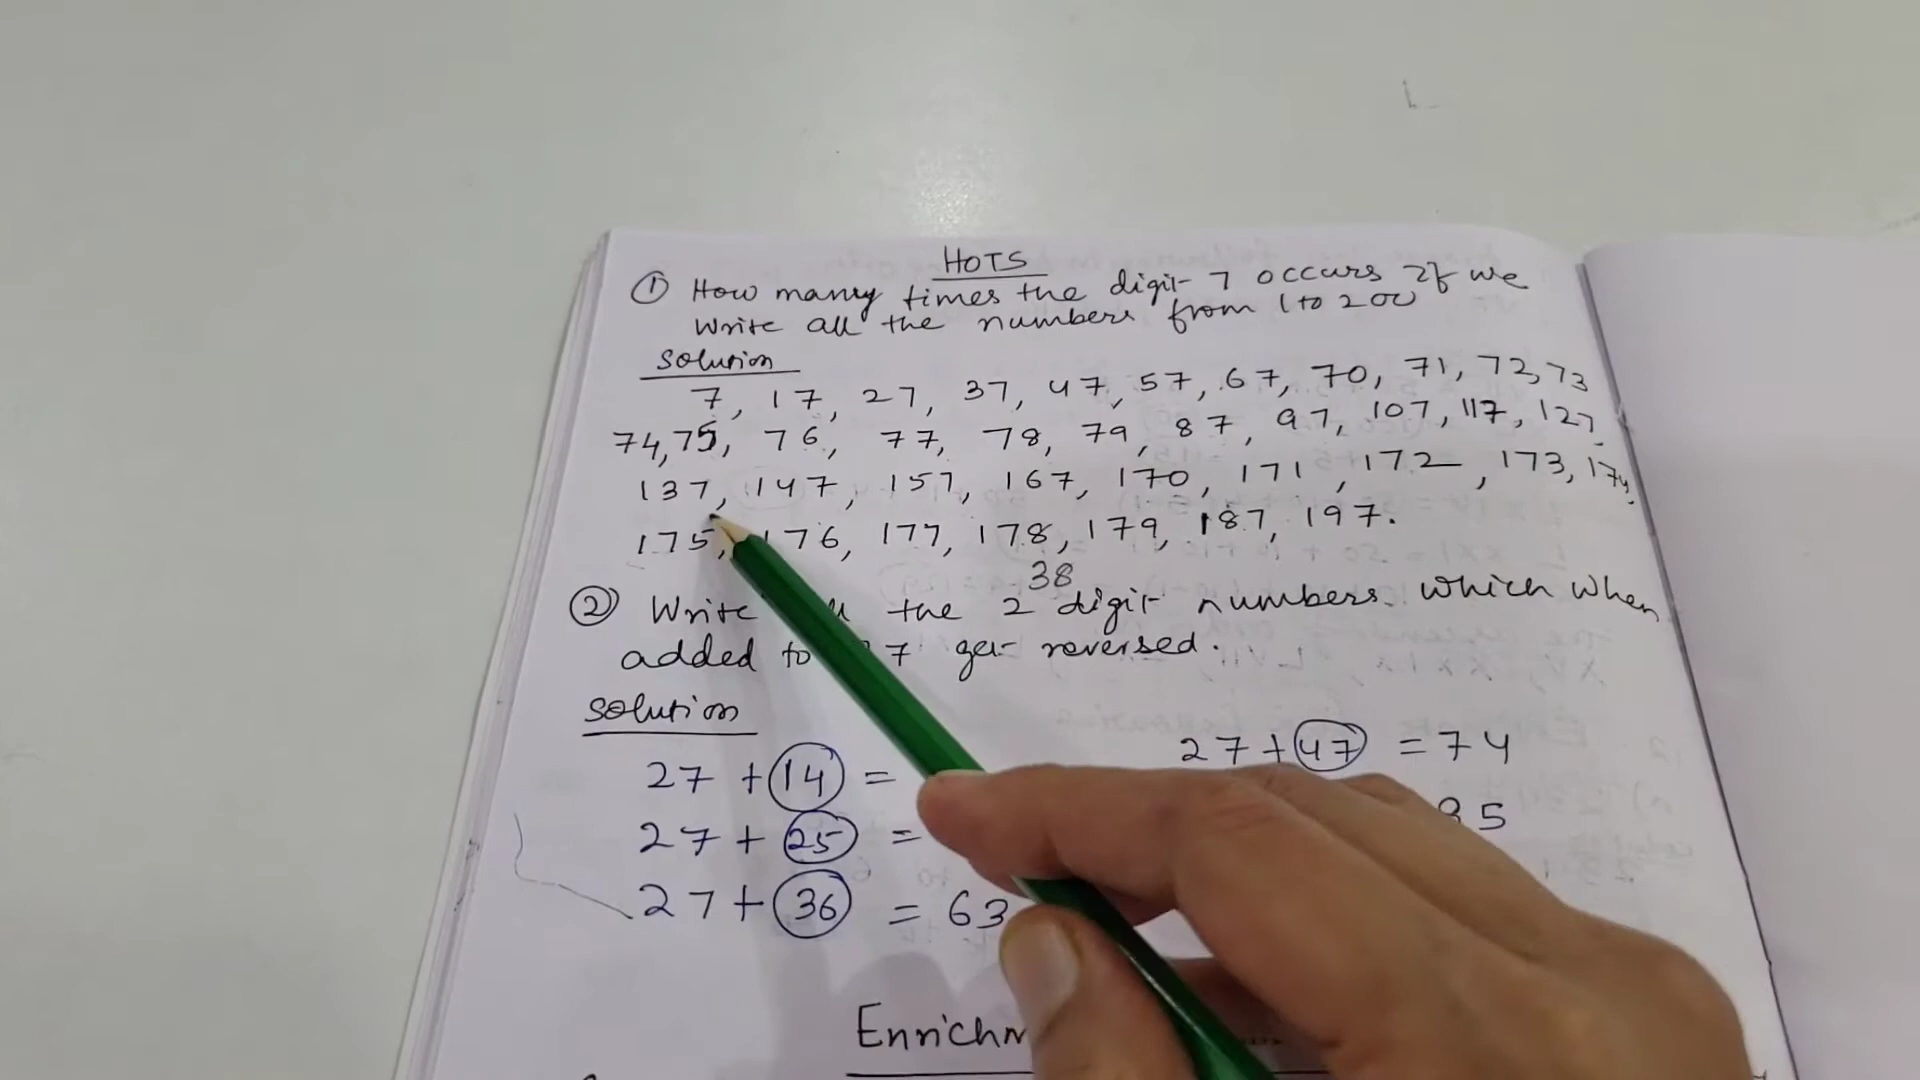 HOTS
① How many times the digit 7 occurs if we
write all the numbers from 1 to 200
Solution
7, 17, 27, 37, 47, 57, 67, 70, 71, 72, 73
74, 75, 76, 77, 78, 79, 87, 97, 107, 117, 127
137, 147, 157, 167, 170, 171, 172, 173, 174,
175, 176, 177, 178, 179, 187, 197.
38
② Write the 2 digit numbers which when
added to 7 get reversed.
Solution
27 + 14 =
27 + 47 = 74
27 + 25 =
35
27 + 36 = 63